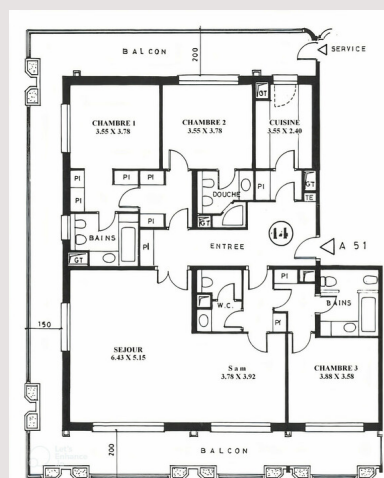 BALCON
200
SERVICE
CHAMBRE 1
3.55 X 3.78
CHAMBRE 2
3.55 X 3.78
GT
CUISINE
3.55 X 2.40
PI
PI
PI
PI
PI
DOUCHE
PI
GT
TE
PI
GT
BAINS
GT
PI
ENTREE
44
A 51
PI
W.C.
PI
PI
BAINS
150
SEJOUR
6.43 X 5.15
S a m
3.78 X 3.92
CHAMBRE 3
3.88 X 3.58
200
BALCON